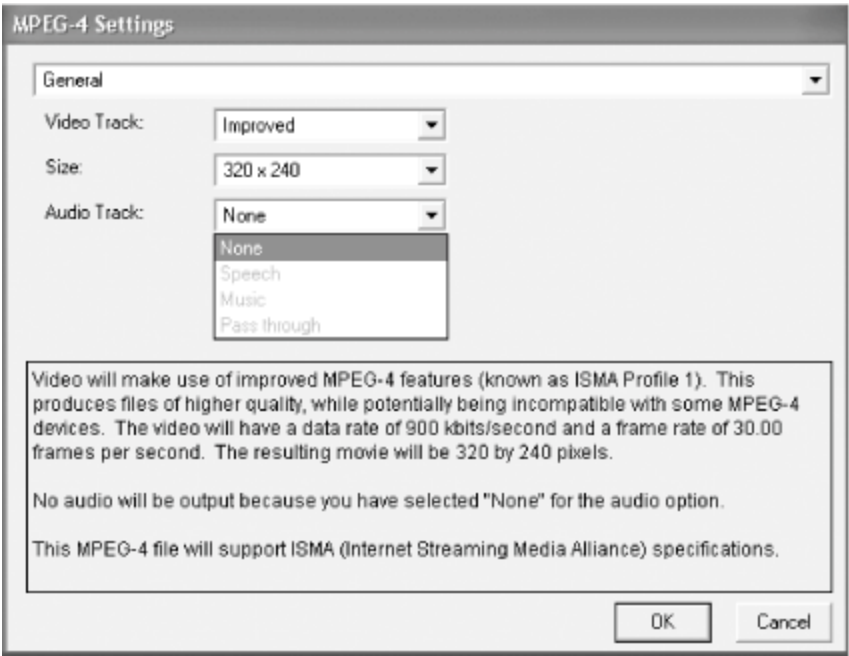 MPEG-4 Settings
General
Video Track: Improved
Size: 320 x 240
Audio Track: None
None
Speech
Music
Pass through
Video will make use of improved MPEG-4 features (known as ISMA Profile 1). This
produces files of higher quality, while potentially being incompatible with some MPEG-4
devices. The video will have a data rate of 900 kbits/second and a frame rate of 30.00
frames per second. The resulting movie will be 320 by 240 pixels.
No audio will be output because you have selected "None" for the audio option.
This MPEG-4 file will support ISMA (Internet Streaming Media Alliance) specifications.
OK Cancel